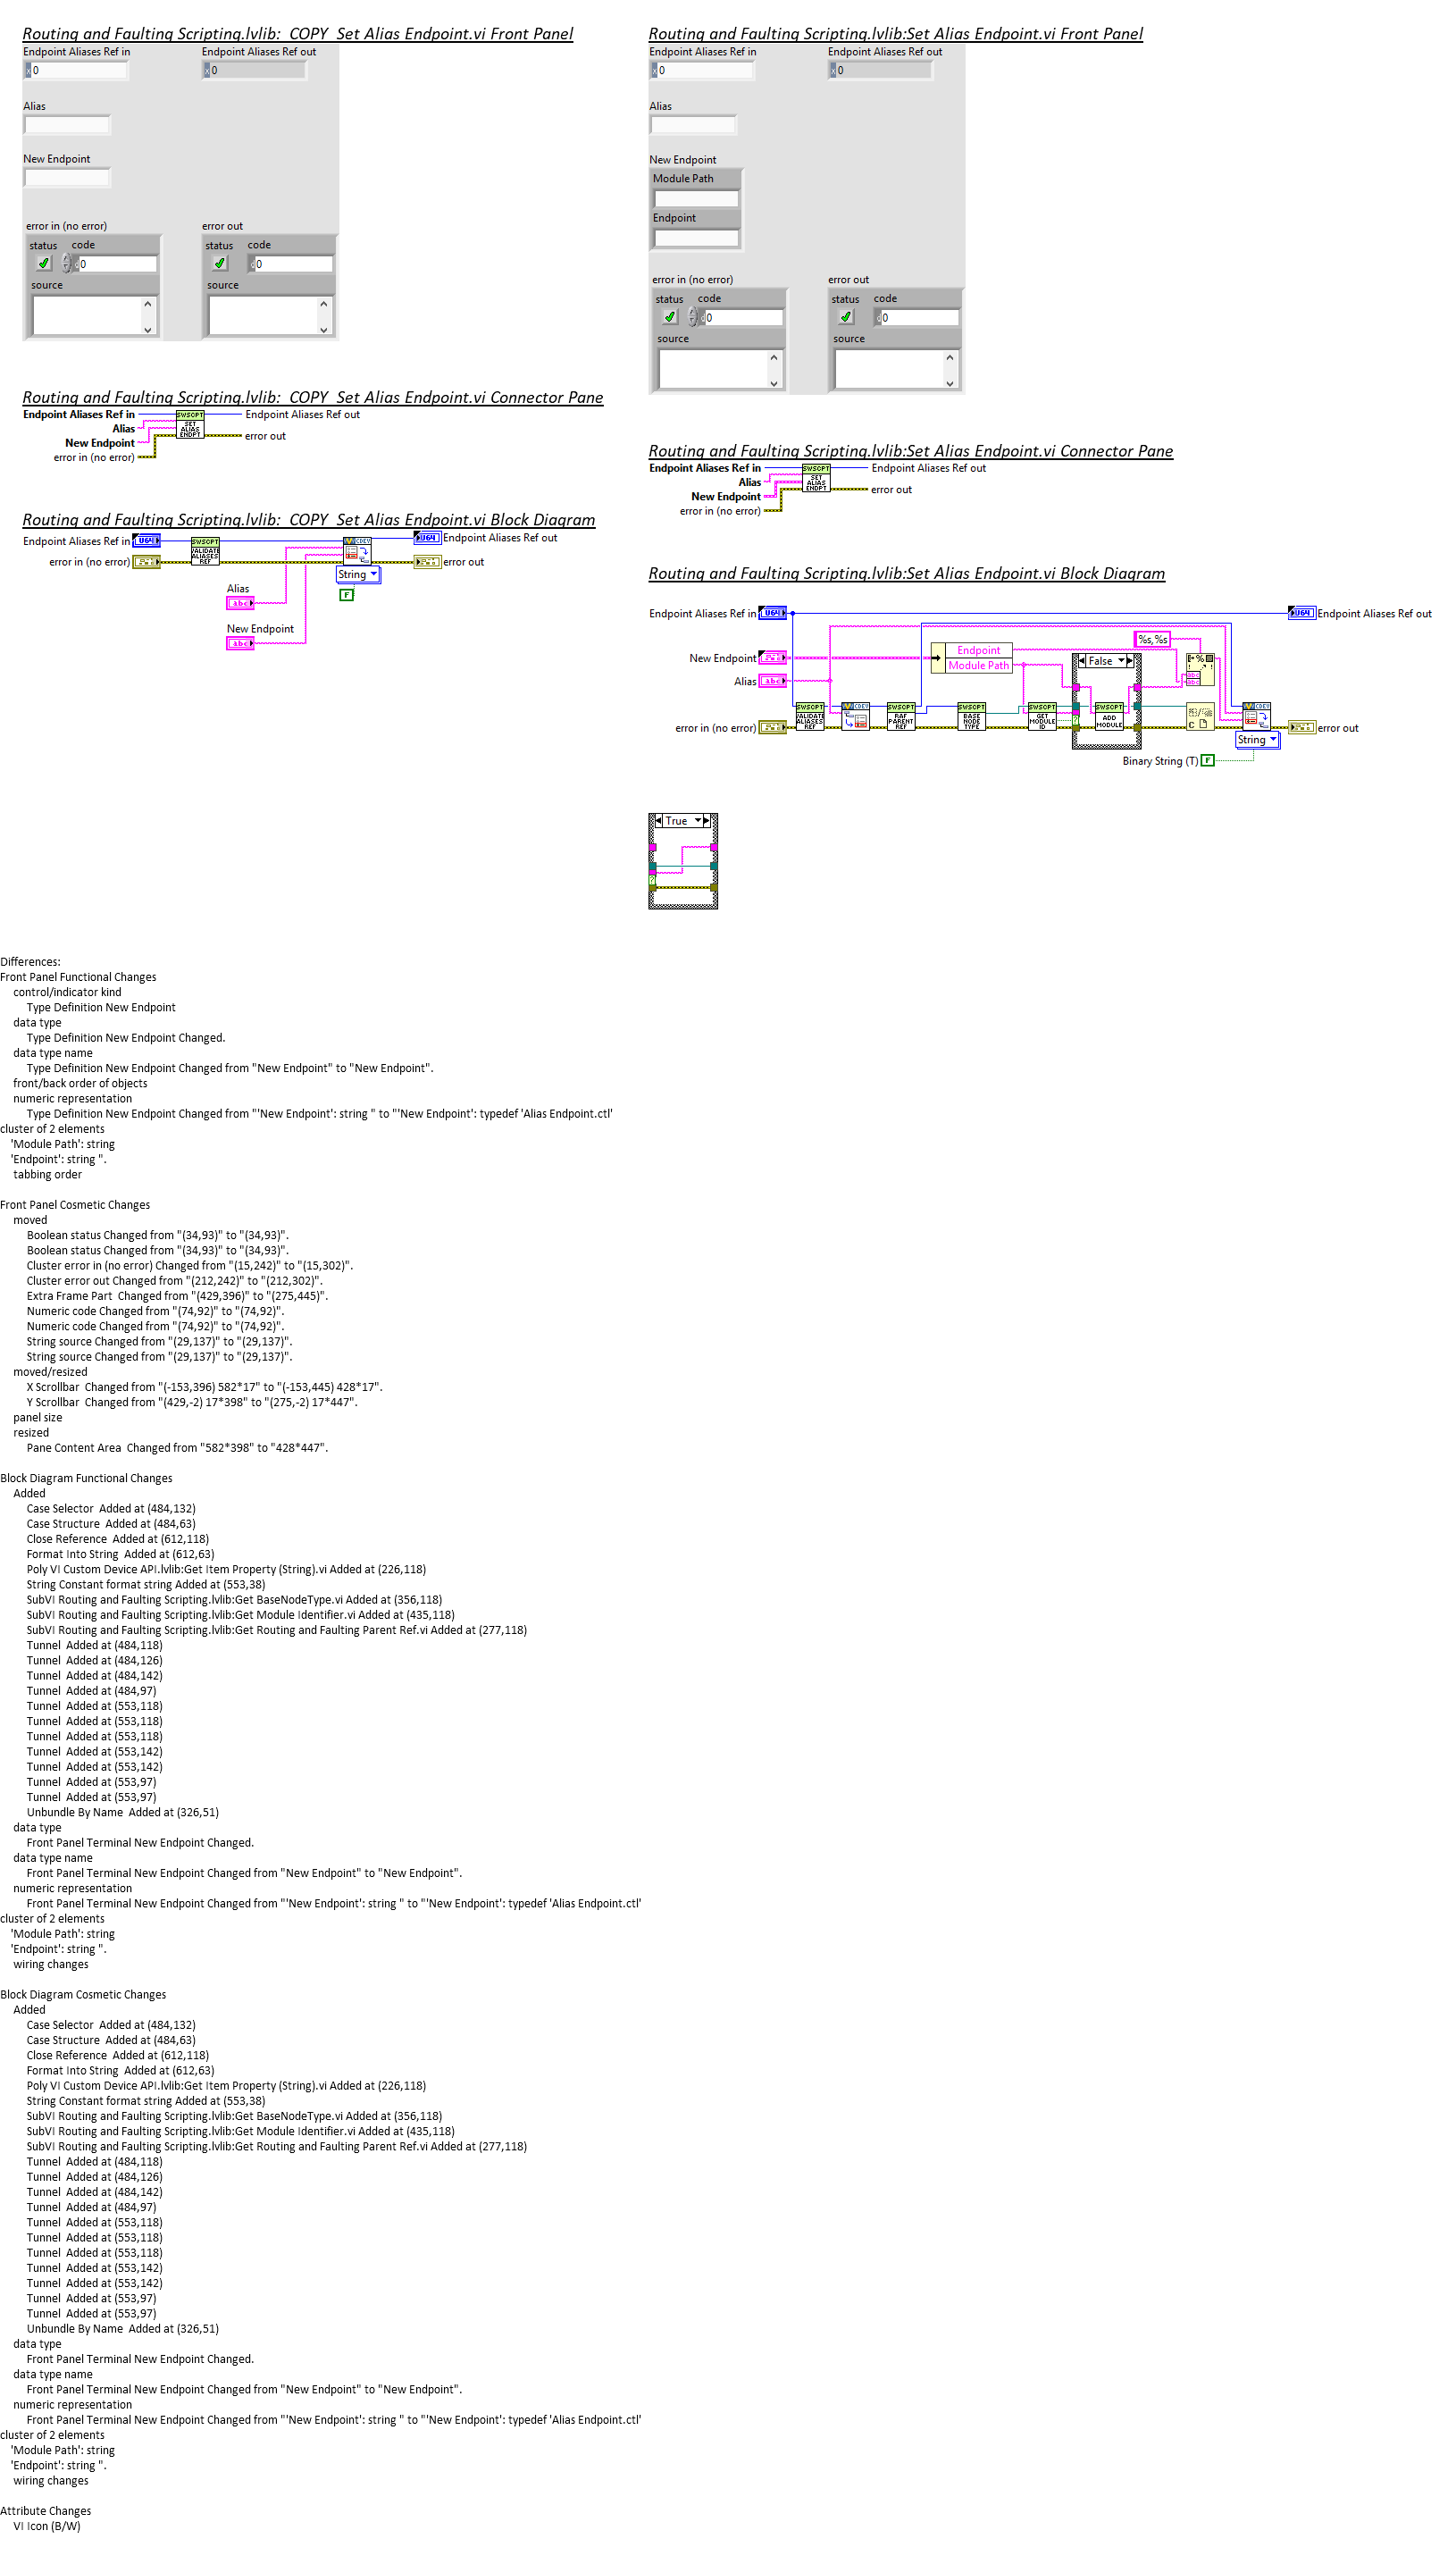 Routing and Faulting Scripting.lvlib:_COPY_Set Alias Endpoint.vi Front Panel
Endpoint Aliases Ref in
Endpoint Aliases Ref out
x 0
x 0
Alias
New Endpoint
error in (no error)
error out
status
code
status
code
d 0
d 0
source
source
Routing and Faulting Scripting.lvlib:_COPY_Set Alias Endpoint.vi Connector Pane
Endpoint Aliases Ref in
Alias
New Endpoint
error in (no error)
SWSOPT
SET
ALIAS
ENDPT
Endpoint Aliases Ref out
error out
Routing and Faulting Scripting.lvlib:_COPY_Set Alias Endpoint.vi Block Diagram
Endpoint Aliases Ref in
U64
SWSOPT
VALIDATE
ALIASES
REF
CDEV
U64
Endpoint Aliases Ref out
error in (no error)
error out
String
F
Alias
abc
New Endpoint
abc
Routing and Faulting Scripting.lvlib:Set Alias Endpoint.vi Front Panel
Endpoint Aliases Ref in
Endpoint Aliases Ref out
x 0
x 0
Alias
New Endpoint
Module Path
Endpoint
error in (no error)
error out
status
code
status
code
d 0
d 0
source
source
Routing and Faulting Scripting.lvlib:Set Alias Endpoint.vi Connector Pane
Endpoint Aliases Ref in
Alias
New Endpoint
error in (no error)
SWSOPT
SET
ALIAS
ENDPT
Endpoint Aliases Ref out
error out
Routing and Faulting Scripting.lvlib:Set Alias Endpoint.vi Block Diagram
Endpoint Aliases Ref in
U64
U64
Endpoint Aliases Ref out
%s,%s
New Endpoint
Endpoint
Module Path
False
Alias
abc
abc
abc
SWSOPT
VALIDATE
ALIASES
REF
CDEV
SWSOPT
RAF
PARENT
REF
SWSOPT
BASE
NODE
TYPE
SWSOPT
GET
MODULE
ID
SWSOPT
ADD
MODULE
CDEV
error in (no error)
error out
String
Binary String (T)
F
True
Differences:
Front Panel Functional Changes
control/indicator kind
Type Definition New Endpoint
data type
Type Definition New Endpoint Changed.
data type name
Type Definition New Endpoint Changed from "New Endpoint" to "New Endpoint".
front/back order of objects
numeric representation
Type Definition New Endpoint Changed from "'New Endpoint': string " to "'New Endpoint': typedef 'Alias Endpoint.ctl'
cluster of 2 elements
'Module Path': string
'Endpoint': string ".
tabbing order
Front Panel Cosmetic Changes
moved
Boolean status Changed from "(34,93)" to "(34,93)".
Boolean status Changed from "(34,93)" to "(34,93)".
Cluster error in (no error) Changed from "(15,242)" to "(15,302)".
Cluster error out Changed from "(212,242)" to "(212,302)".
Extra Frame Part  Changed from "(429,396)" to "(275,445)".
Numeric code Changed from "(74,92)" to "(74,92)".
Numeric code Changed from "(74,92)" to "(74,92)".
String source Changed from "(29,137)" to "(29,137)".
String source Changed from "(29,137)" to "(29,137)".
moved/resized
X Scrollbar  Changed from "(-153,396) 582*17" to "(-153,445) 428*17".
Y Scrollbar  Changed from "(429,-2) 17*398" to "(275,-2) 17*447".
panel size
resized
Pane Content Area  Changed from "582*398" to "428*447".
Block Diagram Functional Changes
Added
Case Selector  Added at (484,132)
Case Structure  Added at (484,63)
Close Reference  Added at (612,118)
Format Into String  Added at (612,63)
Poly VI Custom Device API.lvlib:Get Item Property (String).vi Added at (226,118)
String Constant format string Added at (553,38)
SubVI Routing and Faulting Scripting.lvlib:Get BaseNodeType.vi Added at (356,118)
SubVI Routing and Faulting Scripting.lvlib:Get Module Identifier.vi Added at (435,118)
SubVI Routing and Faulting Scripting.lvlib:Get Routing and Faulting Parent Ref.vi Added at (277,118)
Tunnel  Added at (484,118)
Tunnel  Added at (484,126)
Tunnel  Added at (484,142)
Tunnel  Added at (484,97)
Tunnel  Added at (553,118)
Tunnel  Added at (553,118)
Tunnel  Added at (553,118)
Tunnel  Added at (553,142)
Tunnel  Added at (553,142)
Tunnel  Added at (553,97)
Tunnel  Added at (553,97)
Unbundle By Name  Added at (326,51)
data type
Front Panel Terminal New Endpoint Changed.
data type name
Front Panel Terminal New Endpoint Changed from "New Endpoint" to "New Endpoint".
numeric representation
Front Panel Terminal New Endpoint Changed from "'New Endpoint': string " to "'New Endpoint': typedef 'Alias Endpoint.ctl'
cluster of 2 elements
'Module Path': string
'Endpoint': string ".
wiring changes
Block Diagram Cosmetic Changes
Added
Case Selector  Added at (484,132)
Case Structure  Added at (484,63)
Close Reference  Added at (612,118)
Format Into String  Added at (612,63)
Poly VI Custom Device API.lvlib:Get Item Property (String).vi Added at (226,118)
String Constant format string Added at (553,38)
SubVI Routing and Faulting Scripting.lvlib:Get BaseNodeType.vi Added at (356,118)
SubVI Routing and Faulting Scripting.lvlib:Get Module Identifier.vi Added at (435,118)
SubVI Routing and Faulting Scripting.lvlib:Get Routing and Faulting Parent Ref.vi Added at (277,118)
Tunnel  Added at (484,118)
Tunnel  Added at (484,126)
Tunnel  Added at (484,142)
Tunnel  Added at (484,97)
Tunnel  Added at (553,118)
Tunnel  Added at (553,118)
Tunnel  Added at (553,118)
Tunnel  Added at (553,142)
Tunnel  Added at (553,142)
Tunnel  Added at (553,97)
Tunnel  Added at (553,97)
Unbundle By Name  Added at (326,51)
data type
Front Panel Terminal New Endpoint Changed.
data type name
Front Panel Terminal New Endpoint Changed from "New Endpoint" to "New Endpoint".
numeric representation
Front Panel Terminal New Endpoint Changed from "'New Endpoint': string " to "'New Endpoint': typedef 'Alias Endpoint.ctl'
cluster of 2 elements
'Module Path': string
'Endpoint': string ".
wiring changes
Attribute Changes
VI Icon (B/W)